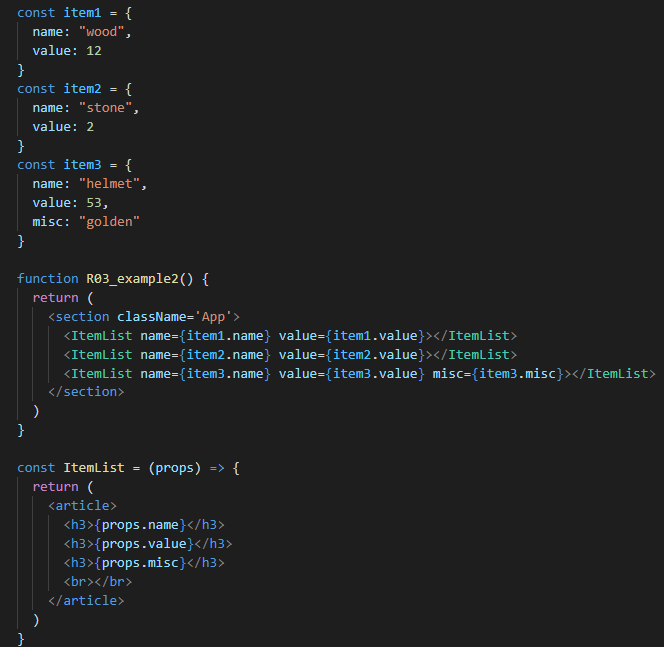 const item1 = {
  name: "wood",
  value: 12
}
const item2 = {
  name: "stone",
  value: 2
}
const item3 = {
  name: "helmet",
  value: 53,
  misc: "golden"
}

function R03_example2() {
  return (
    <section className='App'>
      <ItemList name={item1.name} value={item1.value}></ItemList>
      <ItemList name={item2.name} value={item2.value}></ItemList>
      <ItemList name={item3.name} value={item3.value} misc={item3.misc}></ItemList>
    </section>
  )
}

const ItemList = (props) => {
  return (
    <article>
      <h3>{props.name}</h3>
      <h3>{props.value}</h3>
      <h3>{props.misc}</h3>
      <br></br>
    </article>
  )
}